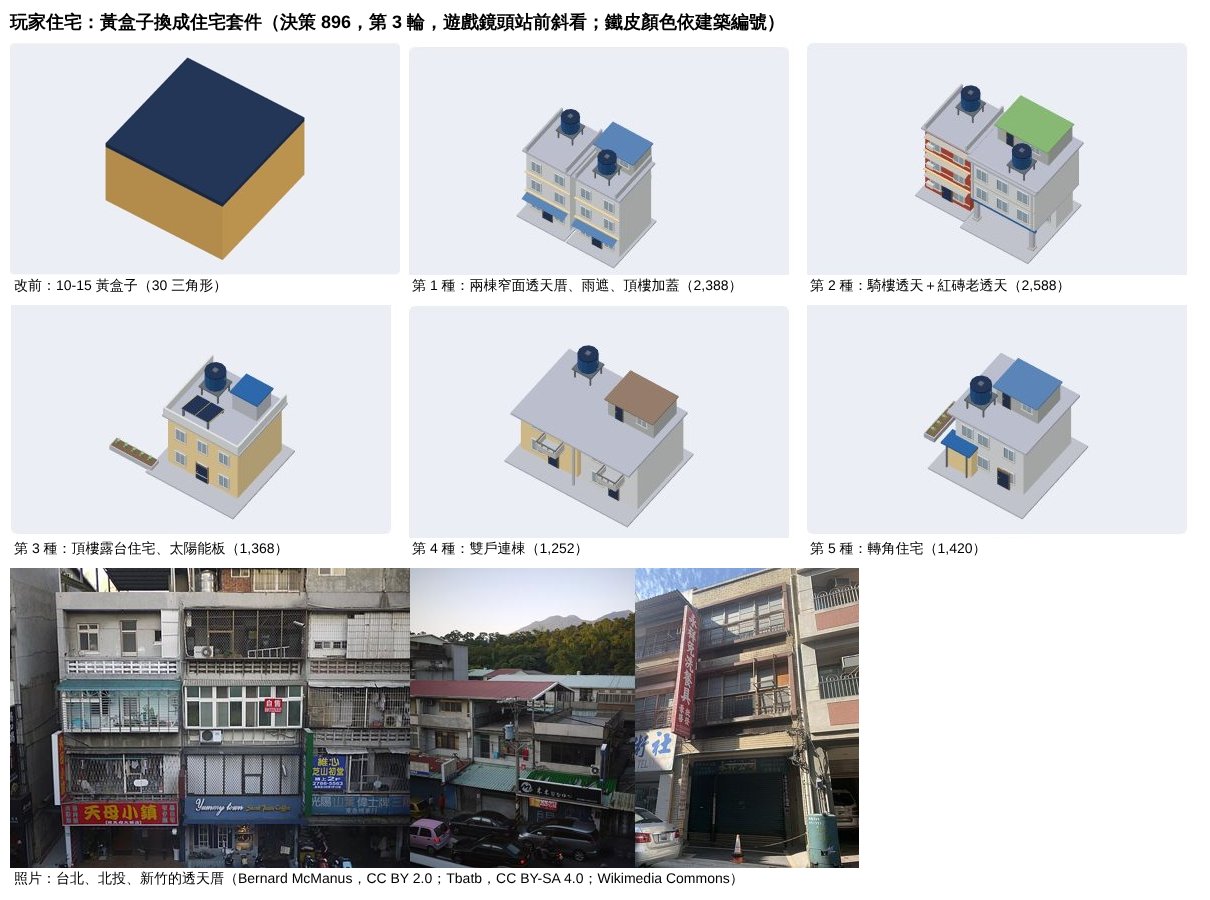 玩家住宅：黃盒子換成住宅套件（決策 896，第 3 輪，遊戲鏡頭站前斜看；鐵皮顏色依建築編號）
改前：10-15 黃盒子（30 三角形）
第 1 種：兩棟窄面透天厝、雨遮、頂樓加蓋（2,388）
第 2 種：騎樓透天＋紅磚老透天（2,588）
第 3 種：頂樓露台住宅、太陽能板（1,368）
第 4 種：雙戶連棟（1,252）
第 5 種：轉角住宅（1,420）
自售
天母小鎮
Yummy town
照片：台北、北投、新竹的透天厝（Bernard McManus，CC BY 2.0；Tbatb，CC BY-SA 4.0；Wikimedia Commons）